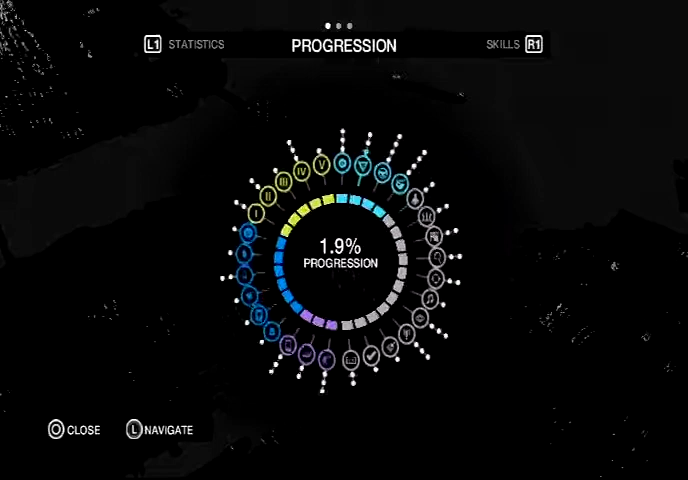 L1 STATISTICS
PROGRESSION
SKILLS R1
I II III IV V
1.9%
PROGRESSION
O CLOSE
L NAVIGATE